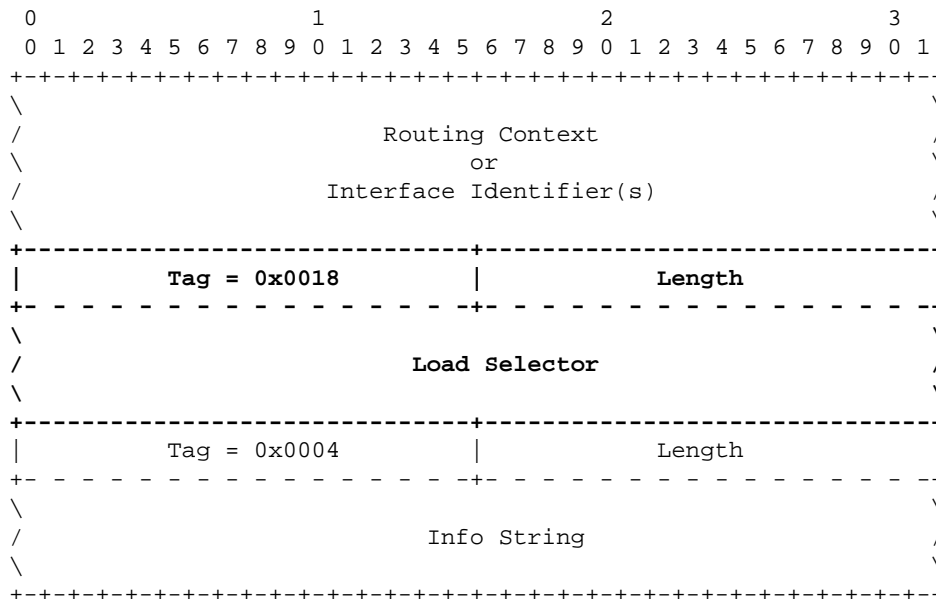 0                   1                   2                   3
 0 1 2 3 4 5 6 7 8 9 0 1 2 3 4 5 6 7 8 9 0 1 2 3 4 5 6 7 8 9 0 1
+-+-+-+-+-+-+-+-+-+-+-+-+-+-+-+-+-+-+-+-+-+-+-+-+-+-+-+-+-+-+-+--
\                                                               \
/                         Routing Context                       /
\                               or                              \
/                     Interface Identifier(s)                   /
\                                                               \
+-------------------------------+--------------------------------
|          Tag = 0x0018         |            Length
+- - - - - - - - - - - - - - - -+- - - - - - - - - - - - - - - --
\                                                               \
/                           Load Selector                       /
\                                                               \
+-------------------------------+--------------------------------
|          Tag = 0x0004         |            Length
+- - - - - - - - - - - - - - - -+- - - - - - - - - - - - - - - --
\                                                               \
/                            Info String                        /
\                                                               \
+-+-+-+-+-+-+-+-+-+-+-+-+-+-+-+-+-+-+-+-+-+-+-+-+-+-+-+-+-+-+-+--